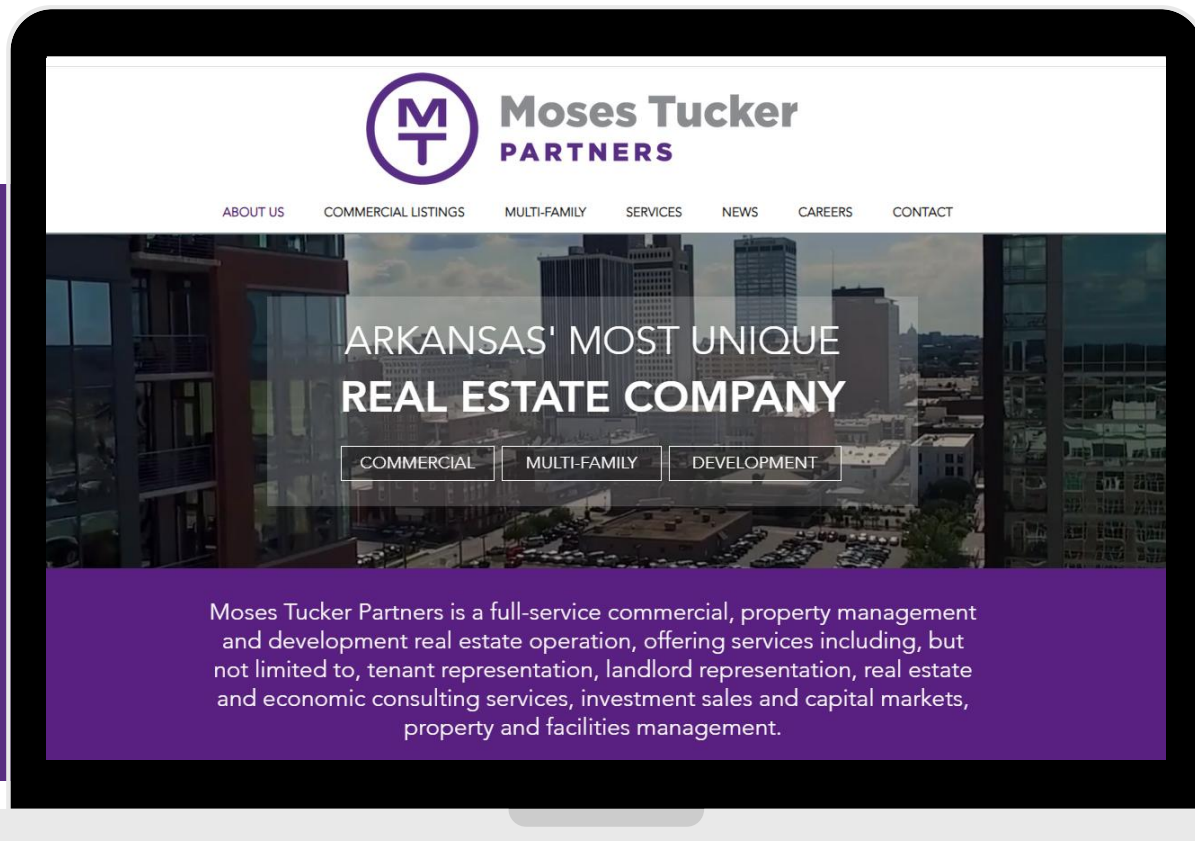 MT
Moses Tucker
PARTNERS
ABOUT US COMMERCIAL LISTINGS MULTI-FAMILY SERVICES NEWS CAREERS CONTACT
ARKANSAS' MOST UNIQUE
REAL ESTATE COMPANY
COMMERCIAL MULTI-FAMILY DEVELOPMENT
Moses Tucker Partners is a full-service commercial, property management
and development real estate operation, offering services including, but
not limited to, tenant representation, landlord representation, real estate
and economic consulting services, investment sales and capital markets,
property and facilities management.